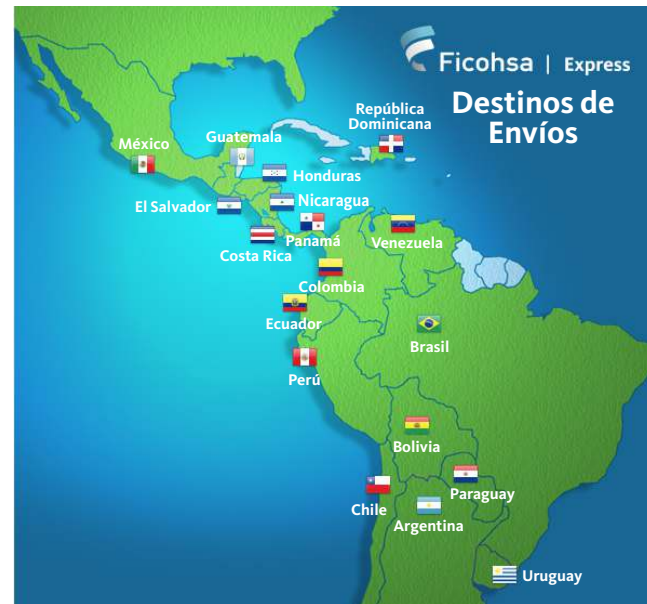 Ficohsa | Express
Destinos de
Envíos
República
Dominicana
México
Guatemala
Honduras
El Salvador
Nicaragua
Costa Rica
Panamá
Venezuela
Colombia
Ecuador
Brasil
Perú
Bolivia
Paraguay
Chile
Argentina
Uruguay